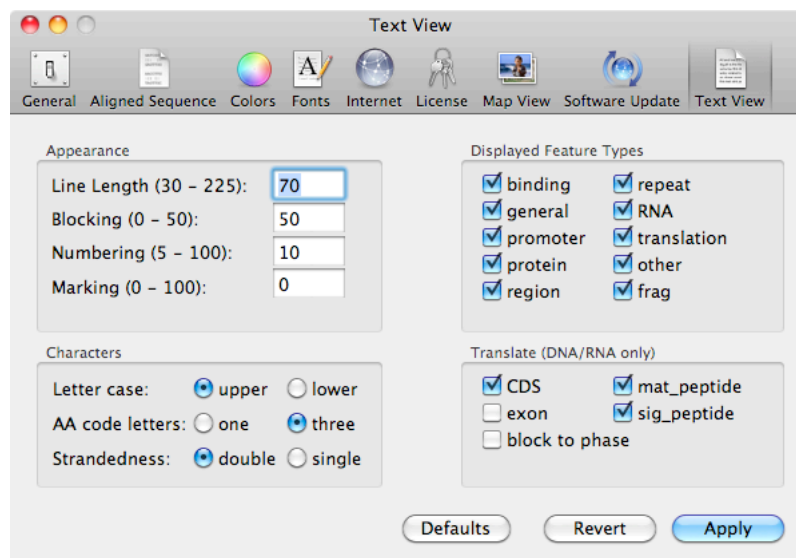 Text View
General Aligned Sequence Colors Fonts Internet License Map View Software Update Text View
Appearance
Line Length (30 – 225): 70
Blocking (0 – 50): 50
Numbering (5 – 100): 10
Marking (0 – 100): 0
Displayed Feature Types
binding repeat
general RNA
promoter translation
protein other
region frag
Characters
Letter case: upper lower
AA code letters: one three
Strandedness: double single
Translate (DNA/RNA only)
CDS mat_peptide
exon sig_peptide
block to phase
Defaults Revert Apply